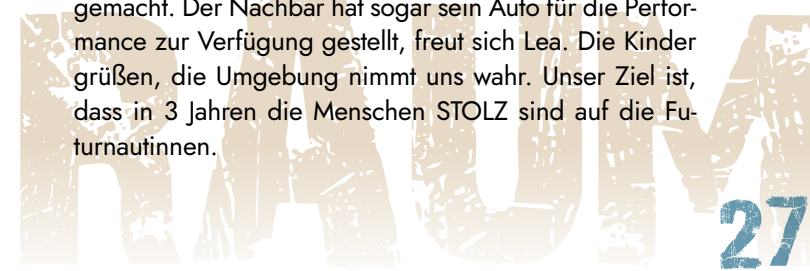 gemacht. Der Nachbar hat sogar sein Auto für die Perfor-
mance zur Verfügung gestellt, freut sich Lea. Die Kinder
grüßen, die Umgebung nimmt uns wahr. Unser Ziel ist,
dass in 3 Jahren die Menschen STOLZ sind auf die Fu-
turnautinnen.
RAUM
27